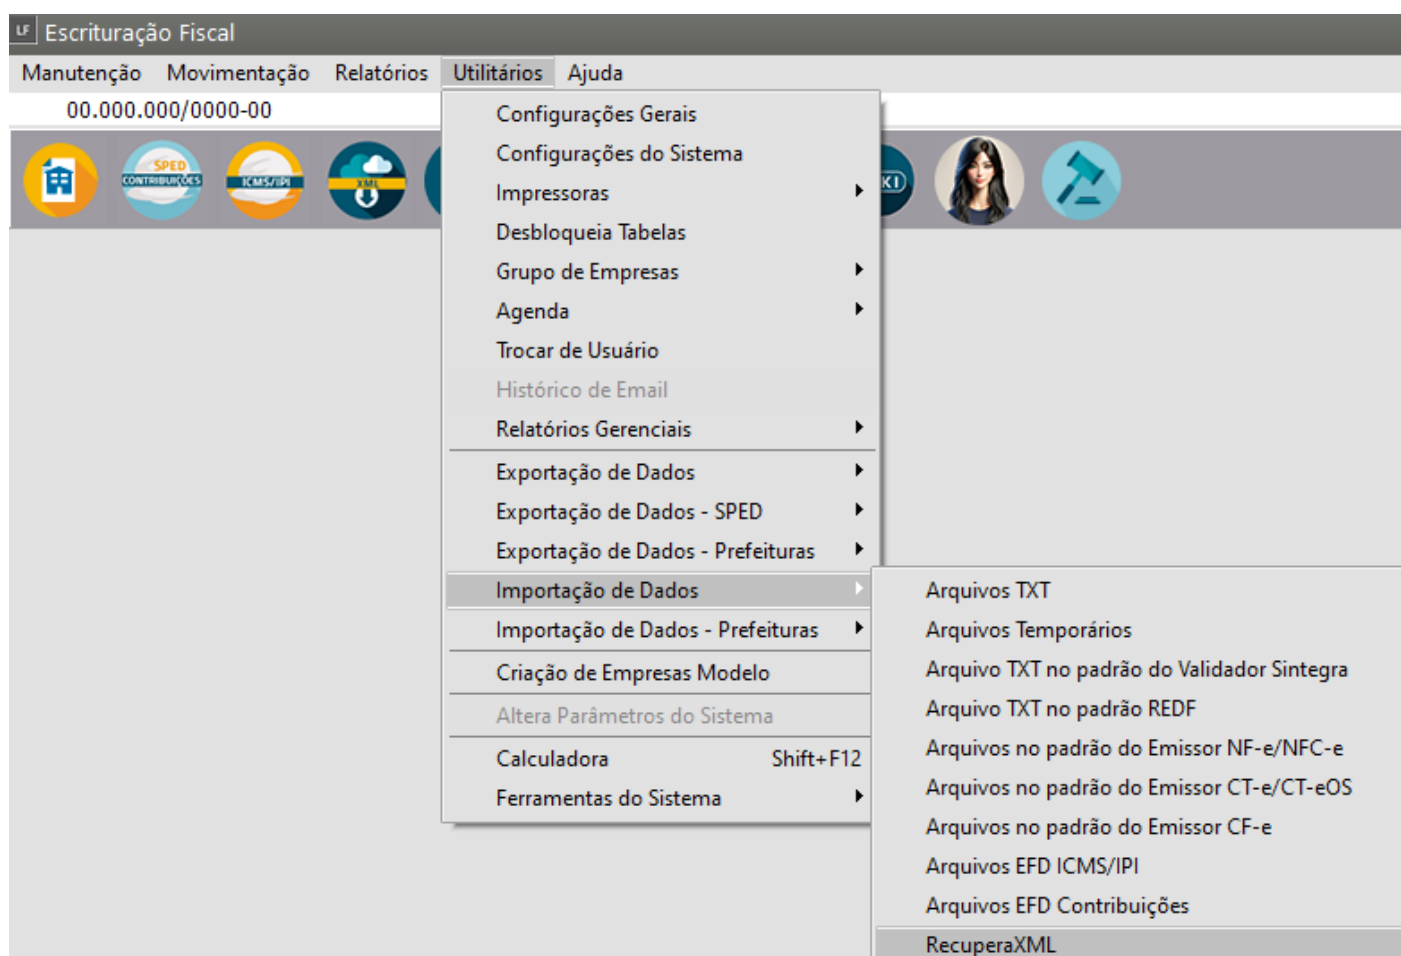 LF Escrituração Fiscal
Manutenção Movimentação Relatórios Utilitários Ajuda
00.000.000/0000-00
SPED
CONTRIBUIÇÕES
ICMS/IPI
XML
KI)
Configurações Gerais
Configurações do Sistema
Impressoras
Desbloqueia Tabelas
Grupo de Empresas
Agenda
Trocar de Usuário
Histórico de Email
Relatórios Gerenciais
Exportação de Dados
Exportação de Dados - SPED
Exportação de Dados - Prefeituras
Importação de Dados
Importação de Dados - Prefeituras
Criação de Empresas Modelo
Altera Parâmetros do Sistema
Calculadora Shift+F12
Ferramentas do Sistema
Arquivos TXT
Arquivos Temporários
Arquivo TXT no padrão do Validador Sintegra
Arquivo TXT no padrão REDF
Arquivos no padrão do Emissor NF-e/NFC-e
Arquivos no padrão do Emissor CT-e/CT-eOS
Arquivos no padrão do Emissor CF-e
Arquivos EFD ICMS/IPI
Arquivos EFD Contribuições
RecuperaXML